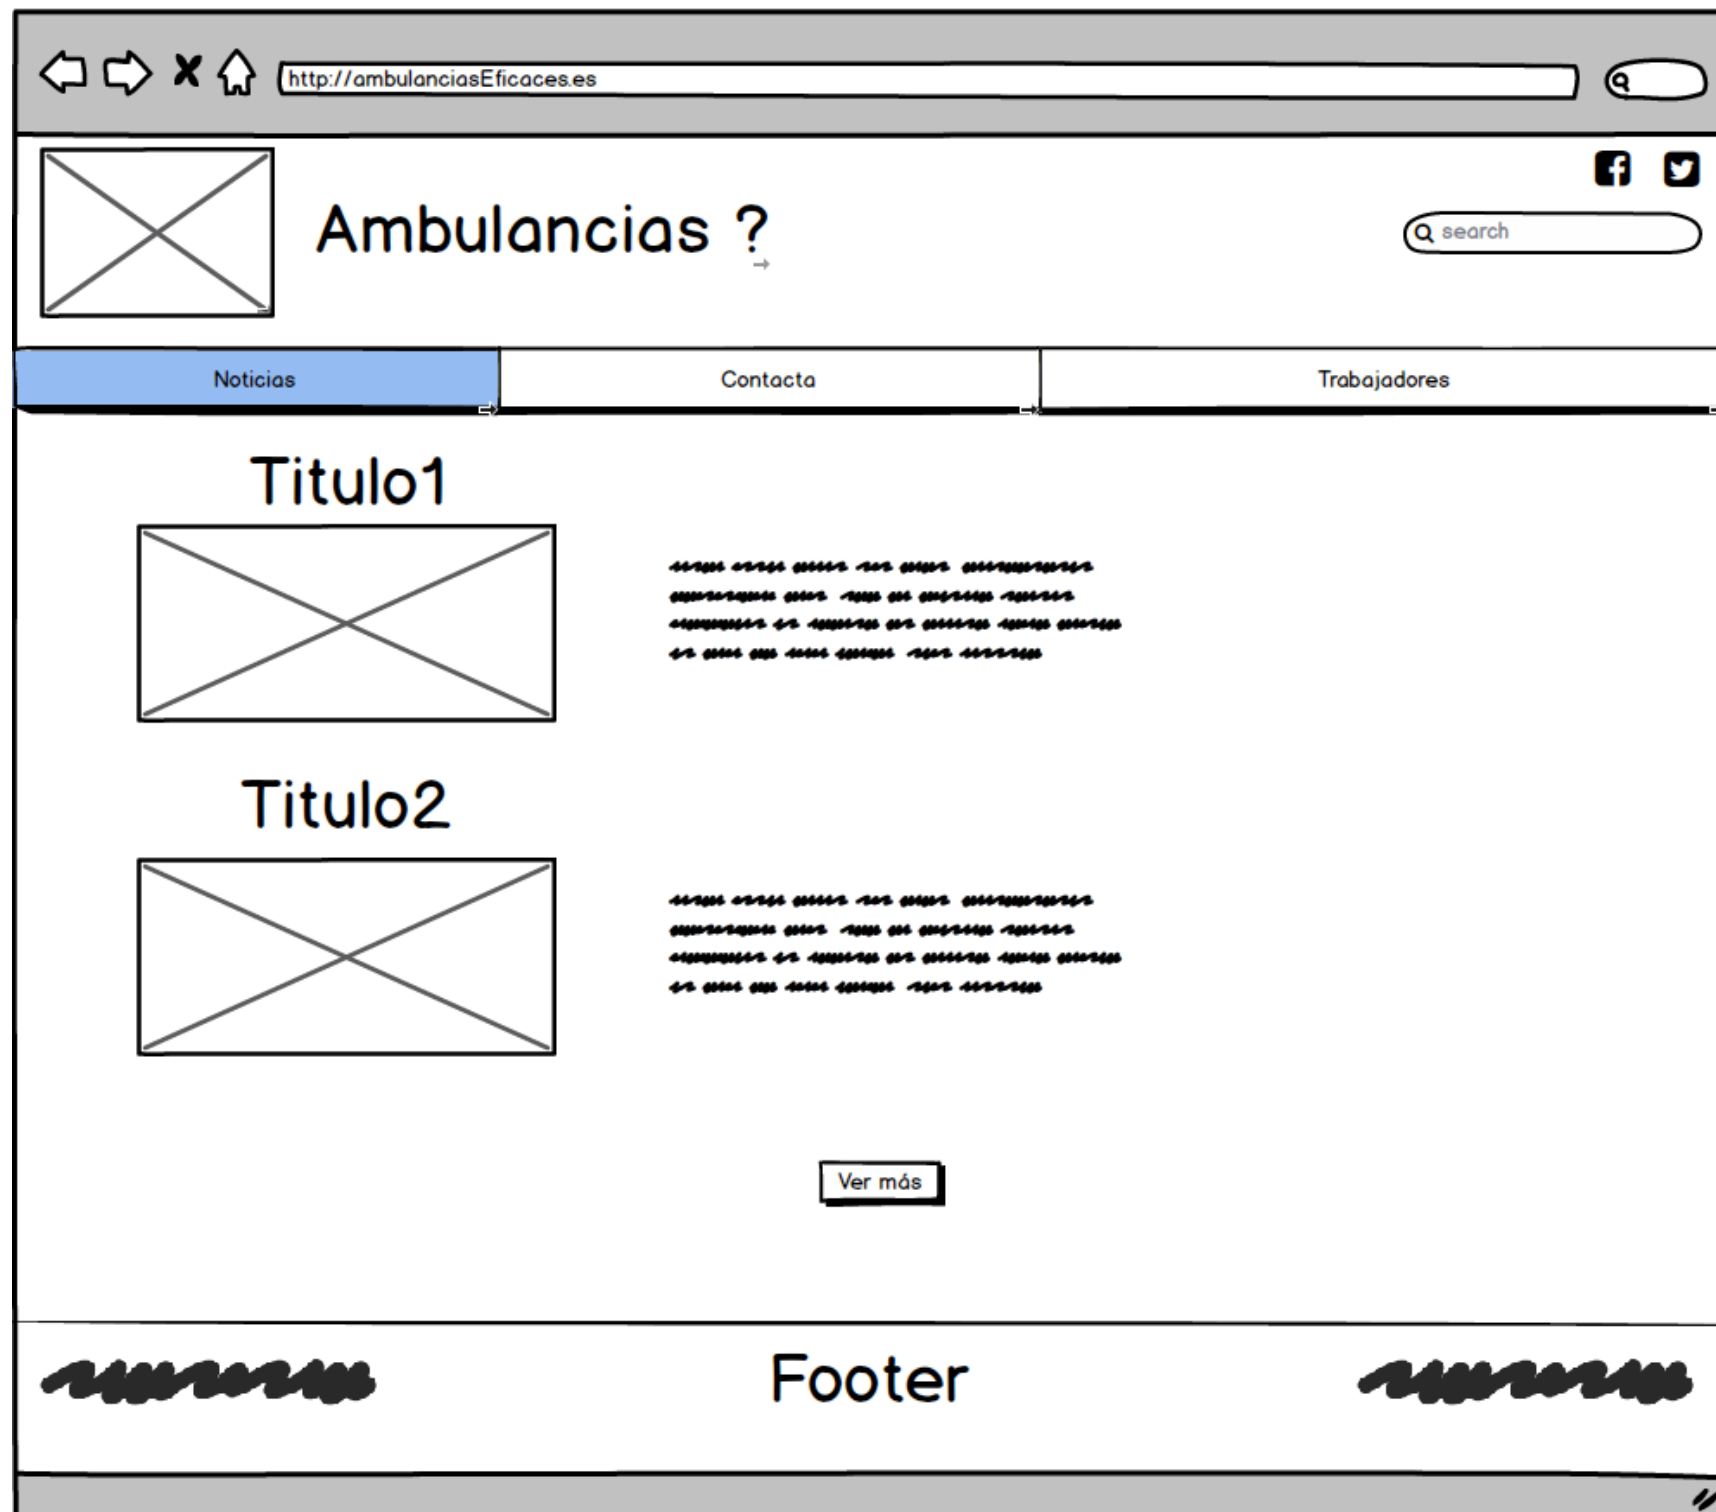 http://ambulanciasEficaces.es
Ambulancias ?
search
Noticias
Contacta
Trabajadores
Titulo1
Titulo2
Ver más
Footer